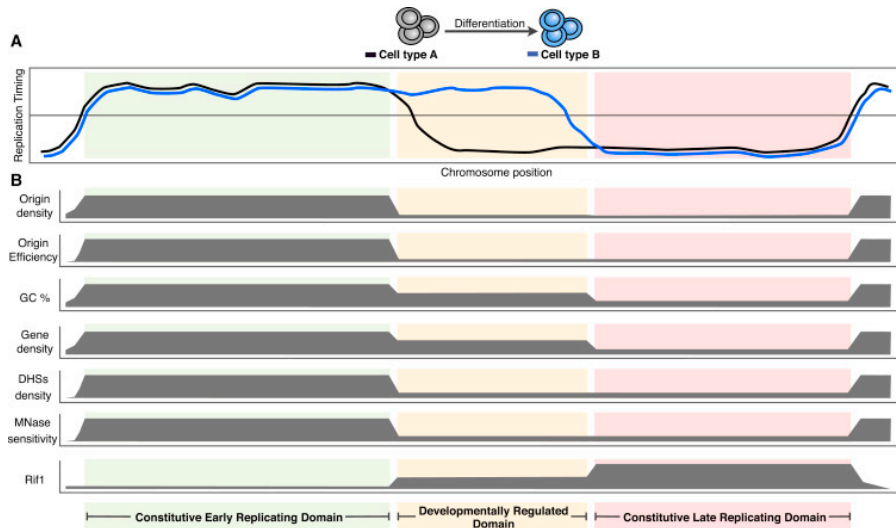 Differentiation
A
Cell type A
Cell type B
Replication Timing
Chromosome position
B
Origin
density
Origin
Efficiency
GC %
Gene
density
DHSs
density
MNase
sensitivity
Rif1
Constitutive Early Replicating Domain
Developmentally Regulated
Domain
Constitutive Late Replicating Domain